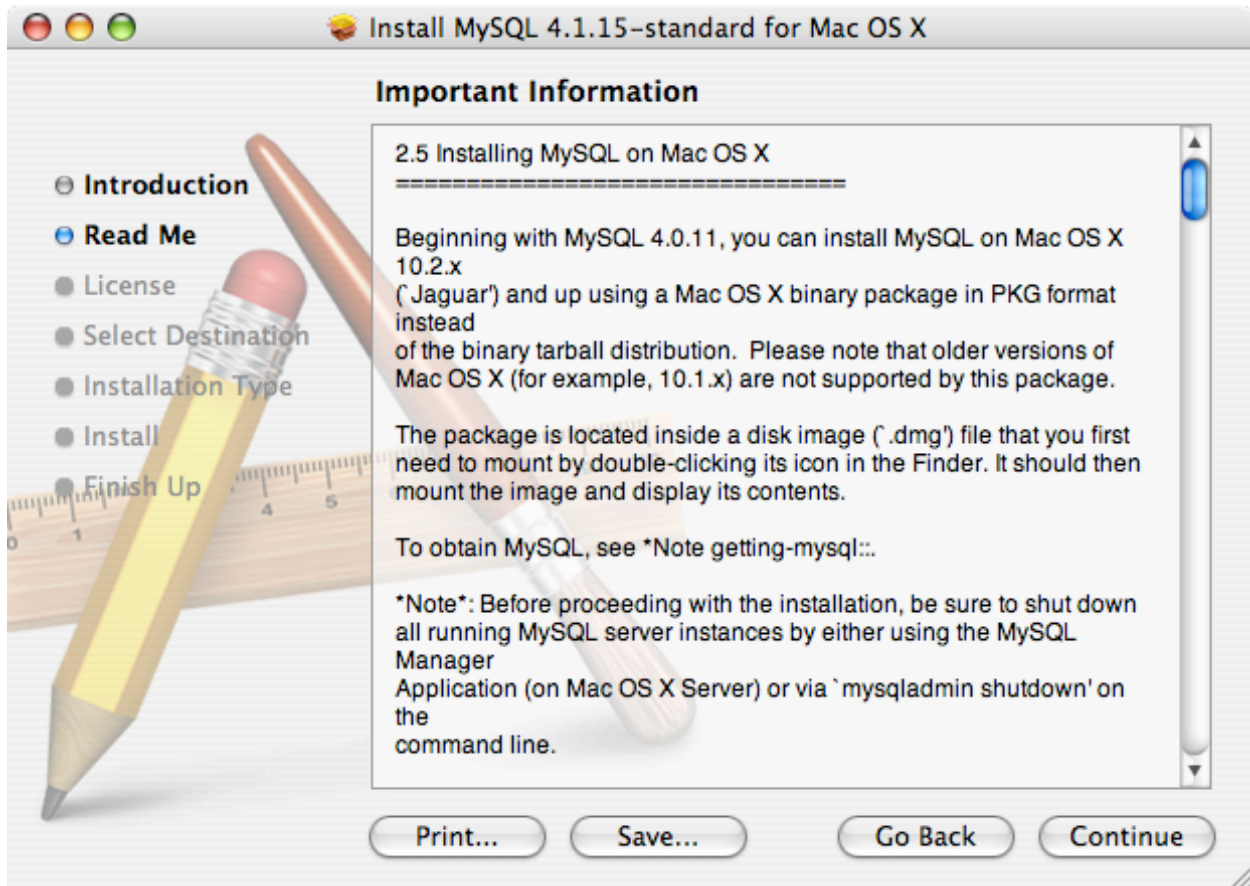 Install MySQL 4.1.15-standard for Mac OS X
Important Information
Introduction
Read Me
License
Select Destination
Installation Type
Install
Finish Up
2.5 Installing MySQL on Mac OS X
================================
Beginning with MySQL 4.0.11, you can install MySQL on Mac OS X
10.2.x
(`Jaguar') and up using a Mac OS X binary package in PKG format
instead
of the binary tarball distribution.  Please note that older versions of
Mac OS X (for example, 10.1.x) are not supported by this package.
The package is located inside a disk image (`.dmg') file that you first
need to mount by double-clicking its icon in the Finder. It should then
mount the image and display its contents.
To obtain MySQL, see *Note getting-mysql::.
*Note*: Before proceeding with the installation, be sure to shut down
all running MySQL server instances by either using the MySQL
Manager
Application (on Mac OS X Server) or via `mysqladmin shutdown' on
the
command line.
0 1 4 5
Print... Save... Go Back Continue